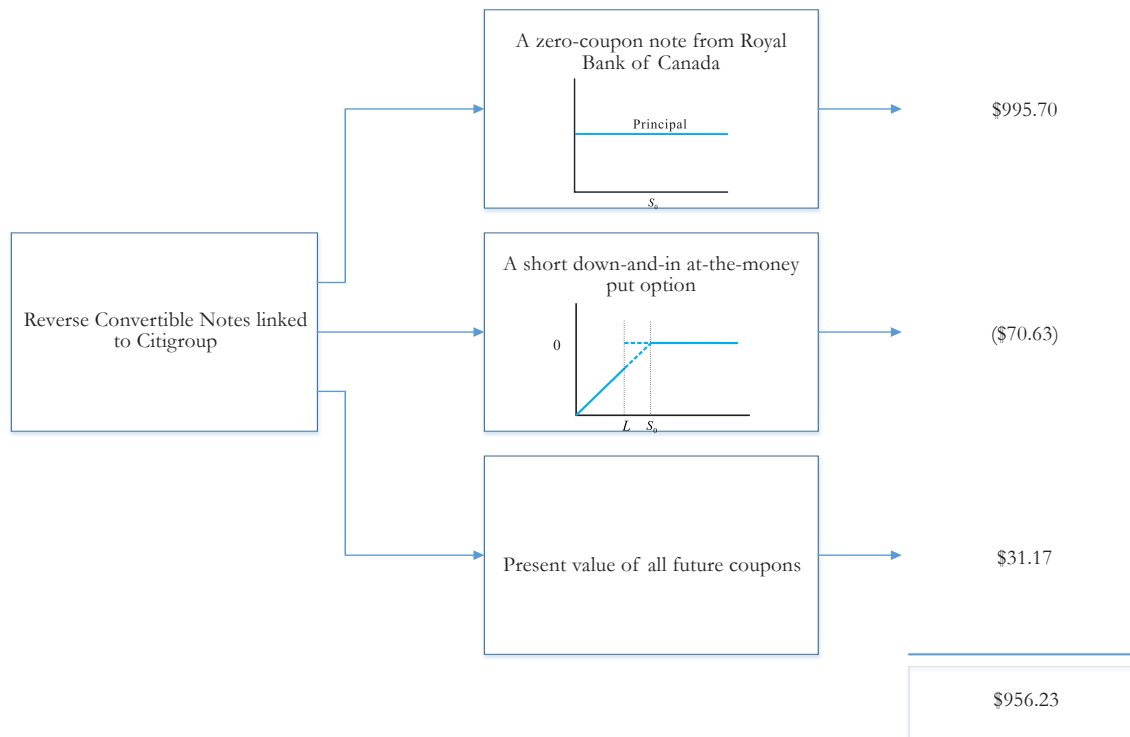 A zero-coupon note from Royal
Bank of Canada
Principal
S₀
$995.70
Reverse Convertible Notes linked
to Citigroup
A short down-and-in at-the-money
put option
0
L S₀
($70.63)
Present value of all future coupons
$31.17
$956.23